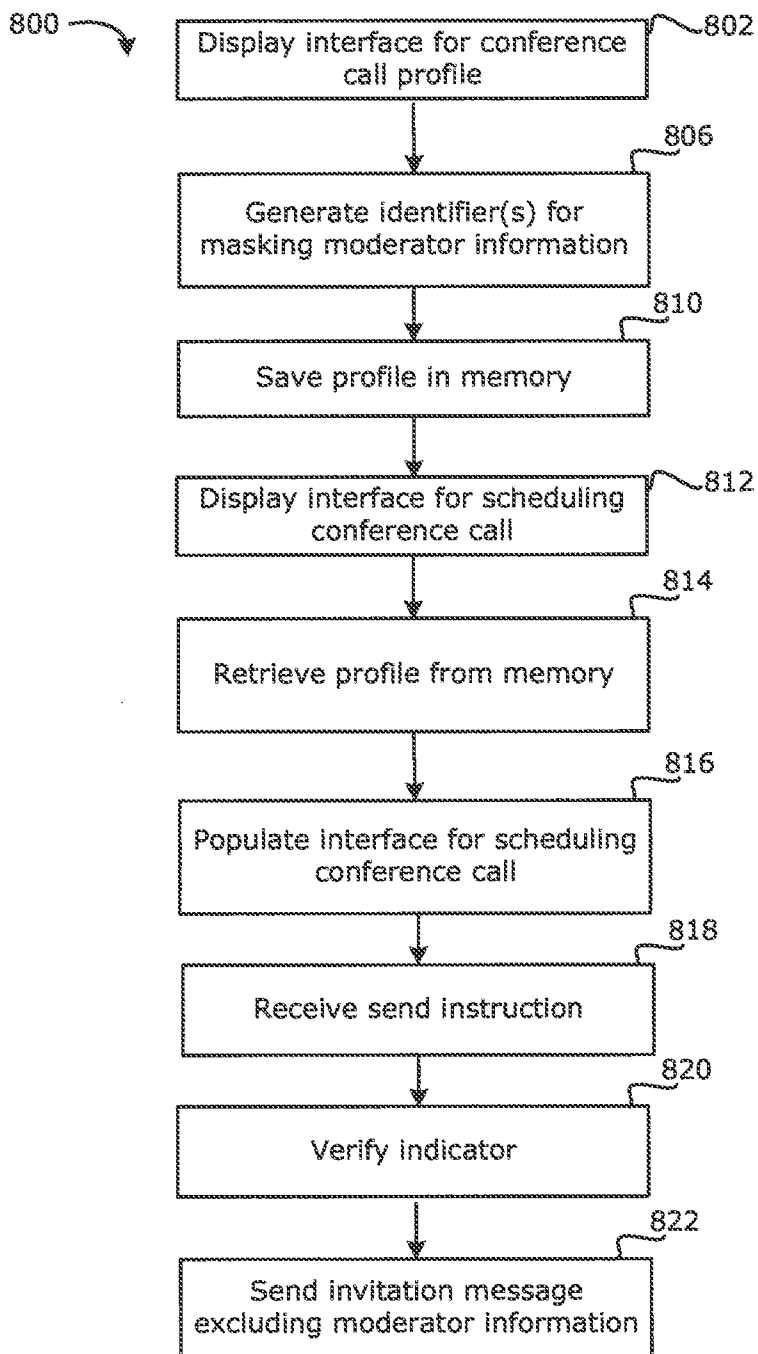 800
802
Display interface for conference
call profile
806
Generate identifier(s) for
masking moderator information
810
Save profile in memory
812
Display interface for scheduling
conference call
814
Retrieve profile from memory
816
Populate interface for scheduling
conference call
818
Receive send instruction
820
Verify indicator
822
Send invitation message
excluding moderator information